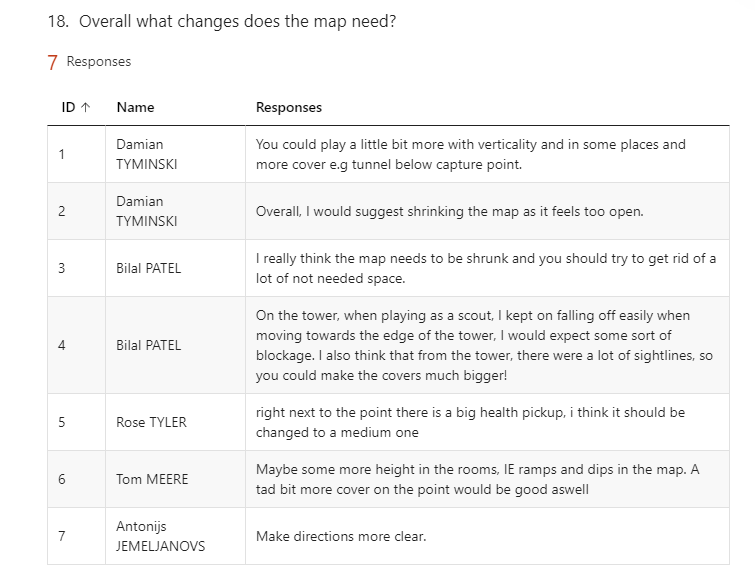 18. Overall what changes does the map need?
7 Responses
ID ↑ Name Responses
1 Damian TYMINSKI You could play a little bit more with verticality and in some places and
more cover e.g tunnel below capture point.
2 Damian TYMINSKI Overall, I would suggest shrinking the map as it feels too open.
3 Bilal PATEL I really think the map needs to be shrunk and you should try to get rid of a
lot of not needed space.
4 Bilal PATEL On the tower, when playing as a scout, I kept on falling off easily when
moving towards the edge of the tower, I would expect some sort of
blockage. I also think that from the tower, there were a lot of sightlines, so
you could make the covers much bigger!
5 Rose TYLER right next to the point there is a big health pickup, i think it should be
changed to a medium one
6 Tom MEERE Maybe some more height in the rooms, IE ramps and dips in the map. A
tad bit more cover on the point would be good aswell
7 Antonijs JEMELJANOVS Make directions more clear.